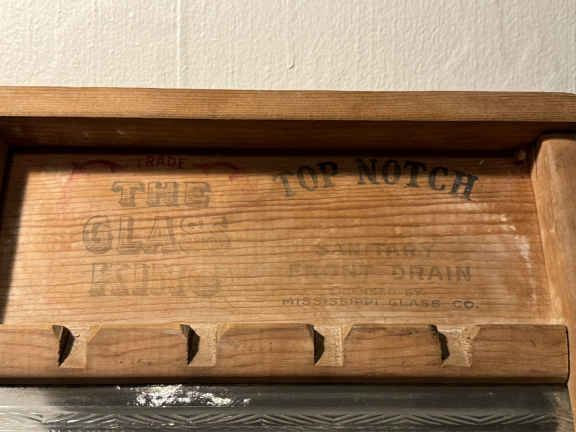 TRADE
THE
GLASS
KING
TOP NOTCH
SANITARY
FRONT DRAIN
MISSISSIPPI GLASS CO.